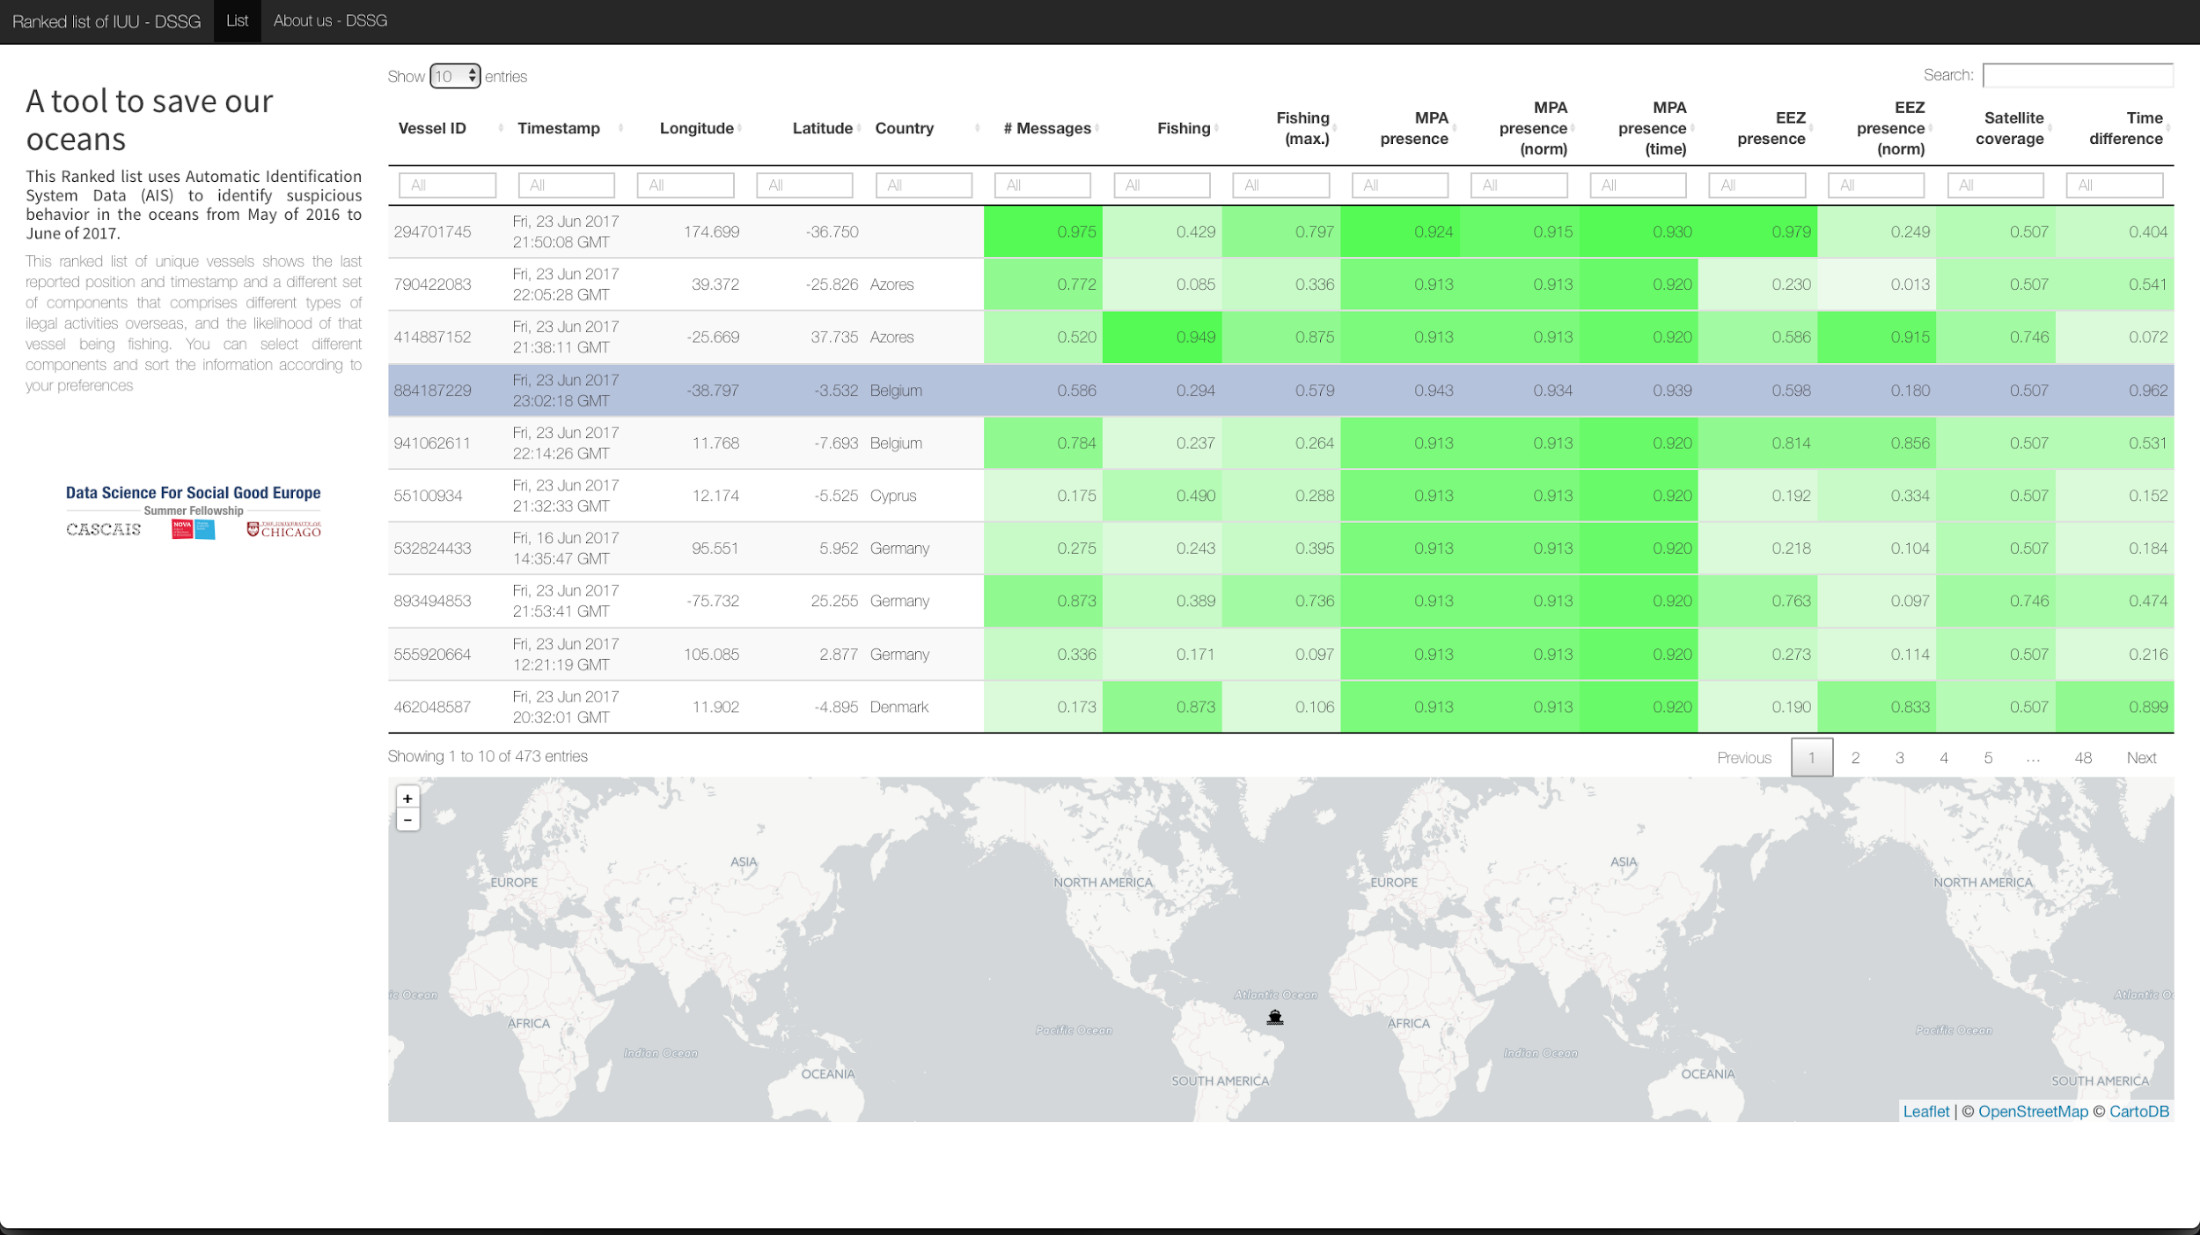 Ranked list of IUU - DSSG List About us - DSSG
A tool to save our
oceans
This Ranked list uses Automatic Identification
System Data (AIS) to identify suspicious
behavior in the oceans from May of 2016 to
June of 2017.
This ranked list of unique vessels shows the last
reported position and timestamp and a different set
of components that comprises different types of
ilegal activities overseas, and the likelihood of that
vessel being fishing. You can select different
components and sort the information according to
your preferences
Data Science For Social Good Europe
Summer Fellowship
CASCAIS NOVA THE UNIVERSITY OF CHICAGO
Show 10 entries Search:
Vessel ID Timestamp Longitude Latitude Country # Messages Fishing Fishing (max.) MPA presence MPA presence (norm) MPA presence (time) EEZ presence EEZ presence (norm) Satellite coverage Time difference
All All All All All All All All All All All All All All All
294701745 Fri, 23 Jun 2017 21:50:08 GMT 174.699 -36.750 0.975 0.429 0.797 0.924 0.915 0.930 0.979 0.249 0.507 0.404
790422083 Fri, 23 Jun 2017 22:05:28 GMT 39.372 -25.826 Azores 0.772 0.085 0.336 0.913 0.913 0.920 0.230 0.013 0.507 0.541
414887152 Fri, 23 Jun 2017 21:38:11 GMT -25.669 37.735 Azores 0.520 0.949 0.875 0.913 0.913 0.920 0.586 0.915 0.746 0.072
884187229 Fri, 23 Jun 2017 23:02:18 GMT -38.797 -3.532 Belgium 0.586 0.294 0.579 0.943 0.934 0.939 0.598 0.180 0.507 0.962
941062611 Fri, 23 Jun 2017 22:14:26 GMT 11.768 -7.693 Belgium 0.784 0.237 0.264 0.913 0.913 0.920 0.814 0.856 0.507 0.531
55100934 Fri, 23 Jun 2017 21:32:33 GMT 12.174 -5.525 Cyprus 0.175 0.490 0.288 0.913 0.913 0.920 0.192 0.334 0.507 0.152
532824433 Fri, 16 Jun 2017 14:35:47 GMT 95.551 5.952 Germany 0.275 0.243 0.395 0.913 0.913 0.920 0.218 0.104 0.507 0.184
893494853 Fri, 23 Jun 2017 21:53:41 GMT -75.732 25.255 Germany 0.873 0.389 0.736 0.913 0.913 0.920 0.763 0.097 0.746 0.474
555920664 Fri, 23 Jun 2017 12:21:19 GMT 105.085 2.877 Germany 0.336 0.171 0.097 0.913 0.913 0.920 0.273 0.114 0.507 0.216
462048587 Fri, 23 Jun 2017 20:32:01 GMT 11.902 -4.895 Denmark 0.173 0.873 0.106 0.913 0.913 0.920 0.190 0.833 0.507 0.899
Showing 1 to 10 of 473 entries Previous 1 2 3 4 5 … 48 Next
+
−
ASIA ASIA
EUROPE NORTH AMERICA EUROPE NORTH AMERICA
ic Ocean Atlantic Ocean Atlantic O
AFRICA Pacific Ocean AFRICA Pacific Ocean
Indian Ocean Indian Ocean
OCEANIA SOUTH AMERICA OCEANIA SOUTH AMERICA
Leaflet | © OpenStreetMap © CartoDB